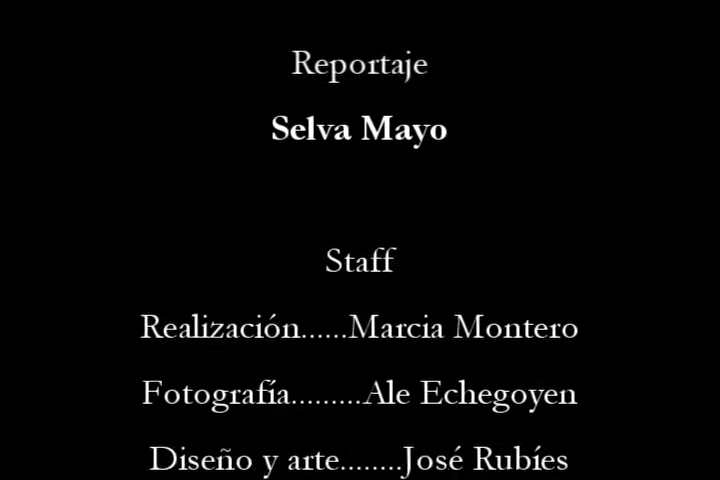 Reportaje
Selva Mayo
Staff
Realización......Marcia Montero
Fotografía.........Ale Echegoyen
Diseño y arte........José Rubíes